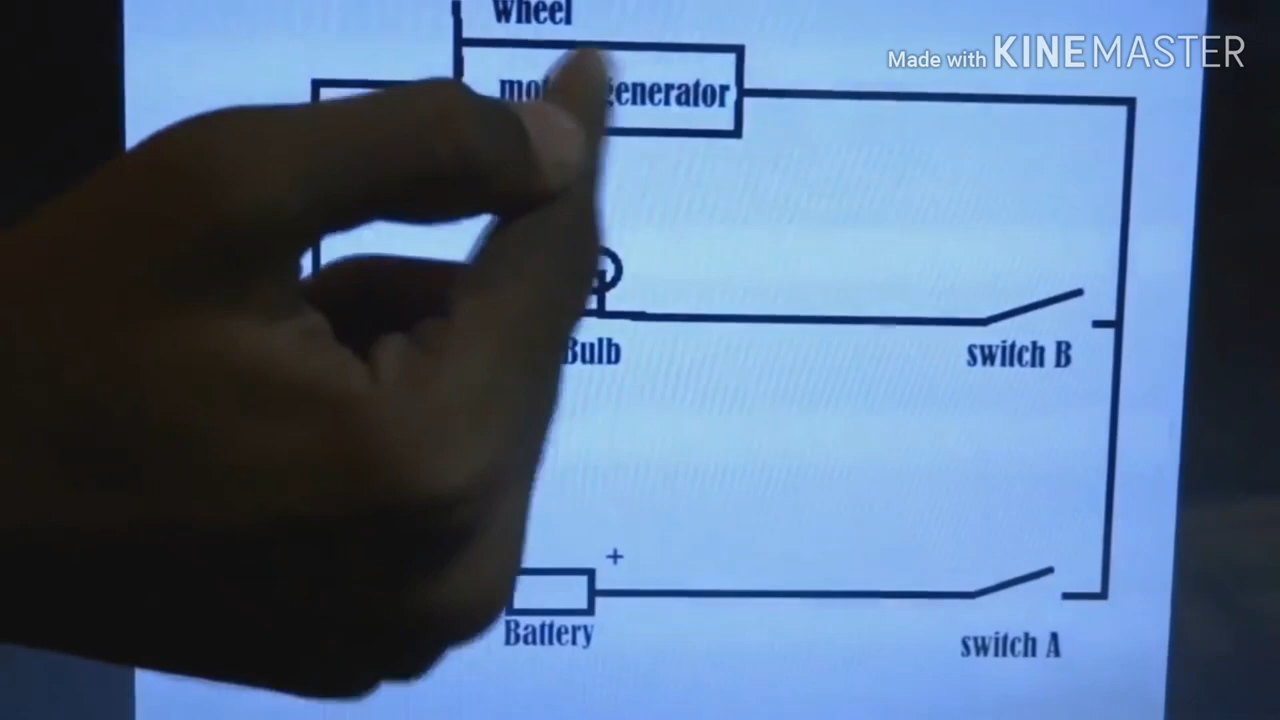 wheel
Made with KINEMASTER
generator
switch B
Bulb
+
Battery
switch A